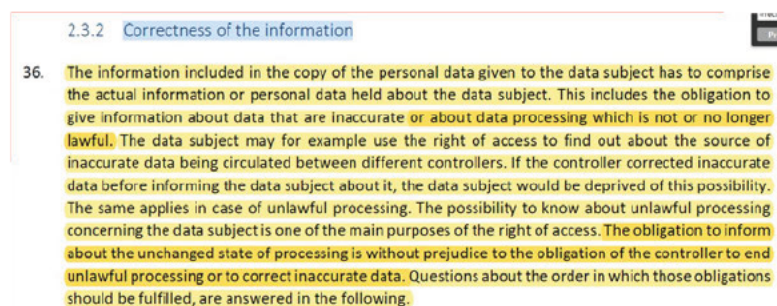 2.3.2 Correctness of the information
36. The information included in the copy of the personal data given to the data subject has to comprise
the actual information or personal data held about the data subject. This includes the obligation to
give information about data that are inaccurate or about data processing which is not or no longer
lawful. The data subject may for example use the right of access to find out about the source of
inaccurate data being circulated between different controllers. If the controller corrected inaccurate
data before informing the data subject about it, the data subject would be deprived of this possibility.
The same applies in case of unlawful processing. The possibility to know about unlawful processing
concerning the data subject is one of the main purposes of the right of access. The obligation to inform
about the unchanged state of processing is without prejudice to the obligation of the controller to end
unlawful processing or to correct inaccurate data. Questions about the order in which those obligations
should be fulfilled, are answered in the following.